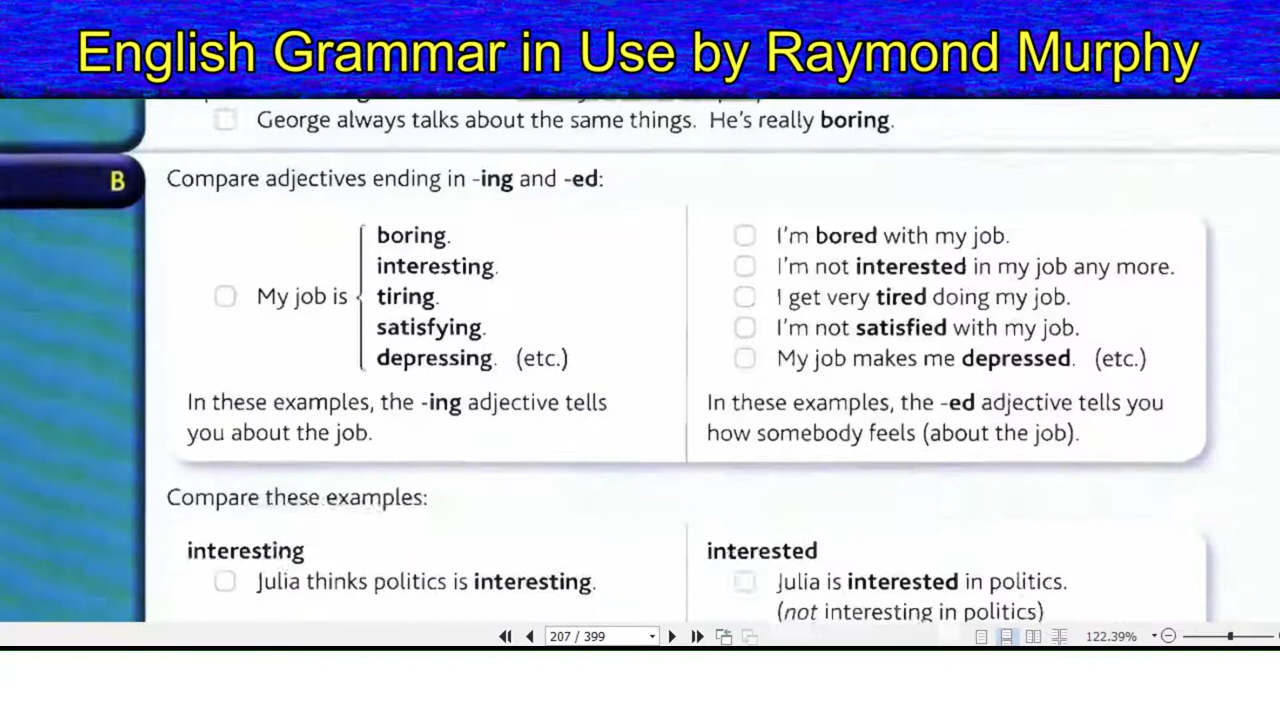 English Grammar in Use by Raymond Murphy
George always talks about the same things. He's really boring.
B
Compare adjectives ending in -ing and -ed:
boring.
interesting.
My job is tiring.
satisfying.
depressing. (etc.)
In these examples, the -ing adjective tells
you about the job.
I'm bored with my job.
I'm not interested in my job any more.
I get very tired doing my job.
I'm not satisfied with my job.
My job makes me depressed. (etc.)
In these examples, the -ed adjective tells you
how somebody feels (about the job).
Compare these examples:
interesting
Julia thinks politics is interesting.
interested
Julia is interested in politics.
(not interesting in politics)
207 / 399
122.39%